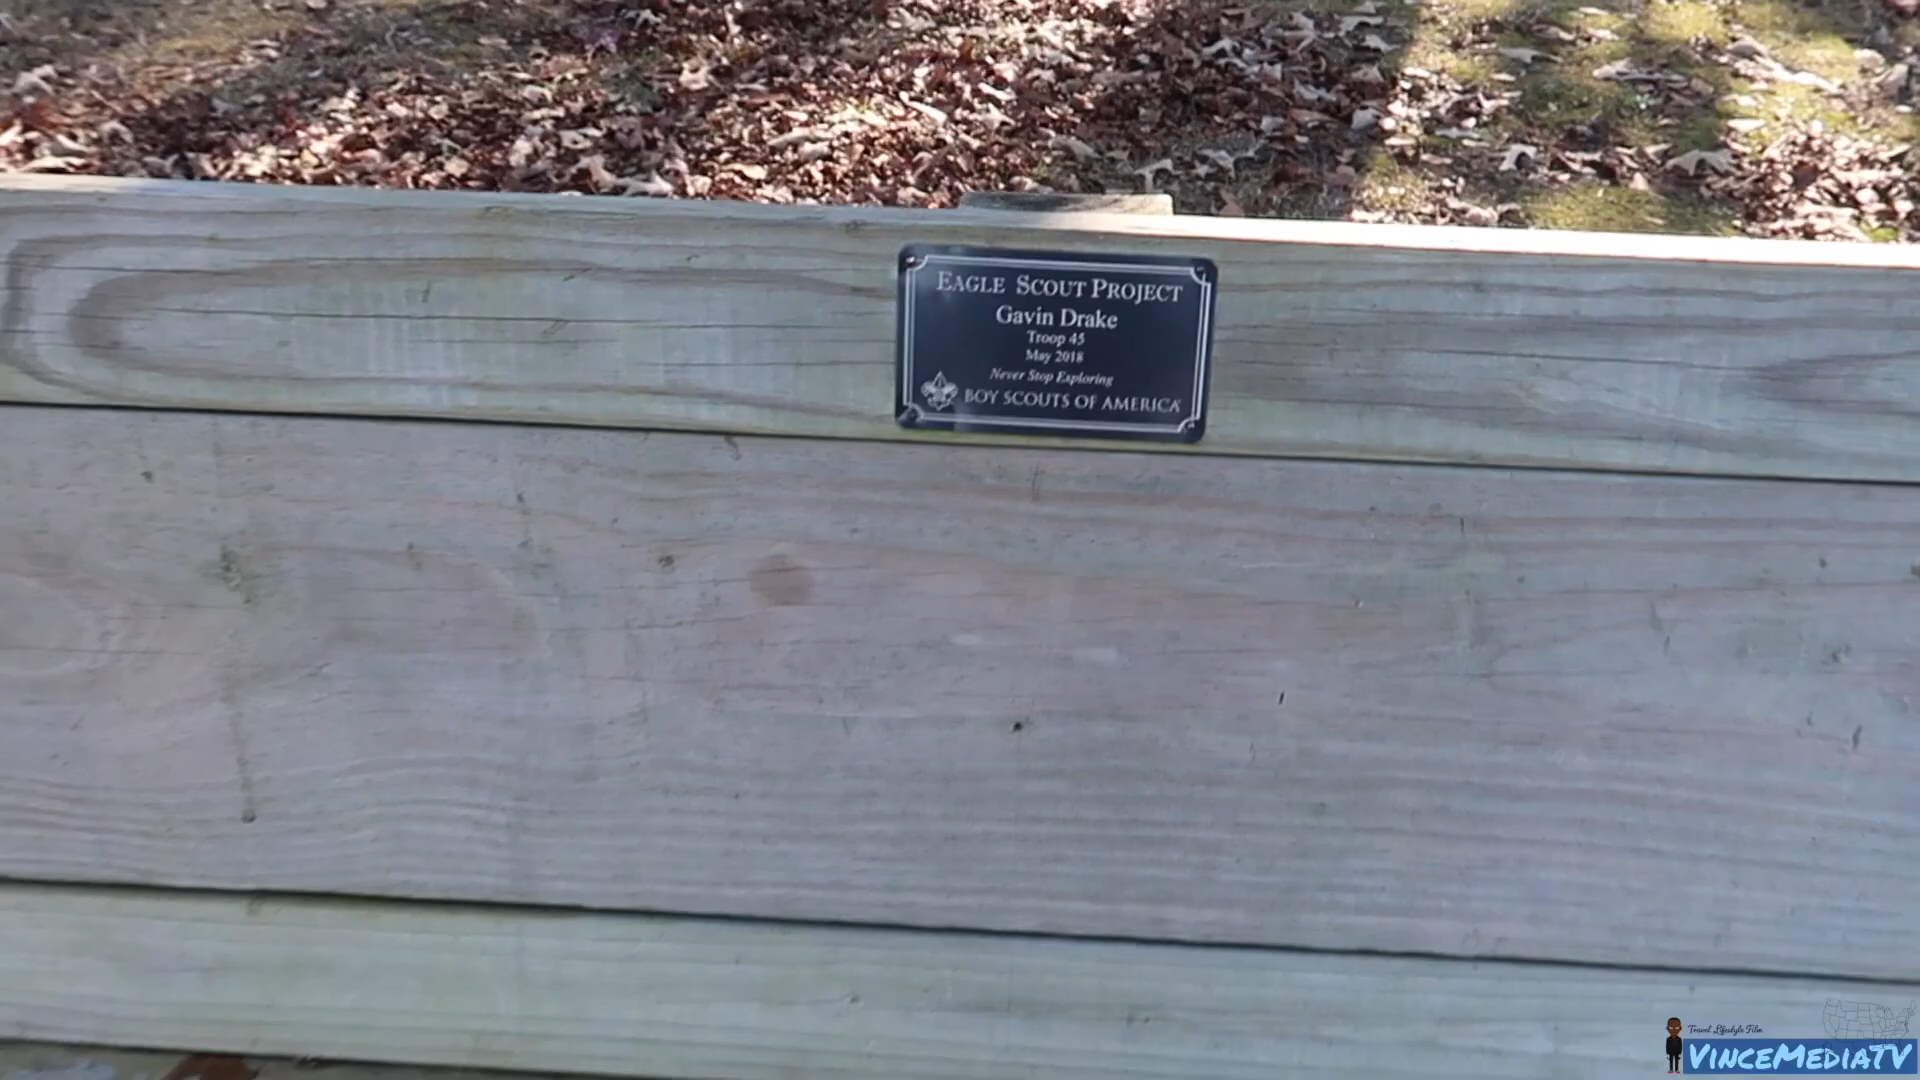 EAGLE SCOUT PROJECT
Gavin Drake
Troop 45
May 2018
Never Stop Exploring
BOY SCOUTS OF AMERICA
Travel Lifestyle Film
VINCEMEDIATV